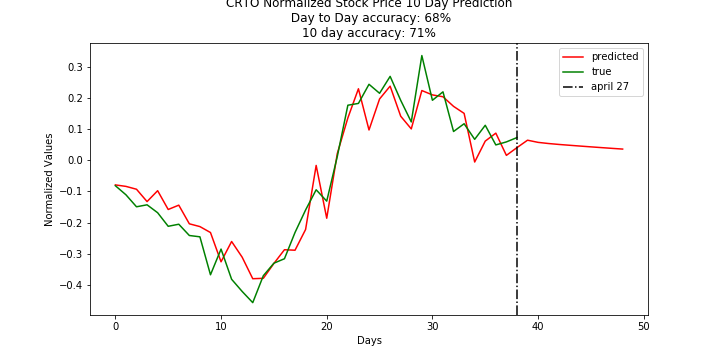 CRTO Normalized Stock Price 10 Day Prediction
Day to Day accuracy: 68%
10 day accuracy: 71%
predicted
true
april 27
Normalized Values
0.3
0.2
0.1
0.0
−0.1
−0.2
−0.3
−0.4
0 10 20 30 40 50
Days